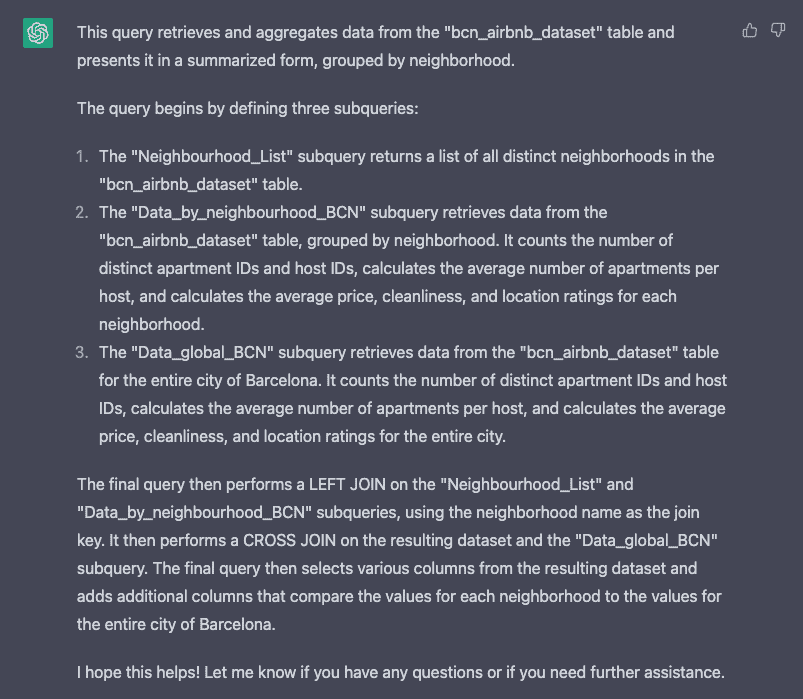 This query retrieves and aggregates data from the "bcn_airbnb_dataset" table and
presents it in a summarized form, grouped by neighborhood.
The query begins by defining three subqueries:
1. The "Neighbourhood_List" subquery returns a list of all distinct neighborhoods in the
"bcn_airbnb_dataset" table.
2. The "Data_by_neighbourhood_BCN" subquery retrieves data from the
"bcn_airbnb_dataset" table, grouped by neighborhood. It counts the number of
distinct apartment IDs and host IDs, calculates the average number of apartments per
host, and calculates the average price, cleanliness, and location ratings for each
neighborhood.
3. The "Data_global_BCN" subquery retrieves data from the "bcn_airbnb_dataset" table
for the entire city of Barcelona. It counts the number of distinct apartment IDs and host
IDs, calculates the average number of apartments per host, and calculates the average
price, cleanliness, and location ratings for the entire city.
The final query then performs a LEFT JOIN on the "Neighbourhood_List" and
"Data_by_neighbourhood_BCN" subqueries, using the neighborhood name as the join
key. It then performs a CROSS JOIN on the resulting dataset and the "Data_global_BCN"
subquery. The final query then selects various columns from the resulting dataset and
adds additional columns that compare the values for each neighborhood to the values for
the entire city of Barcelona.
I hope this helps! Let me know if you have any questions or if you need further assistance.